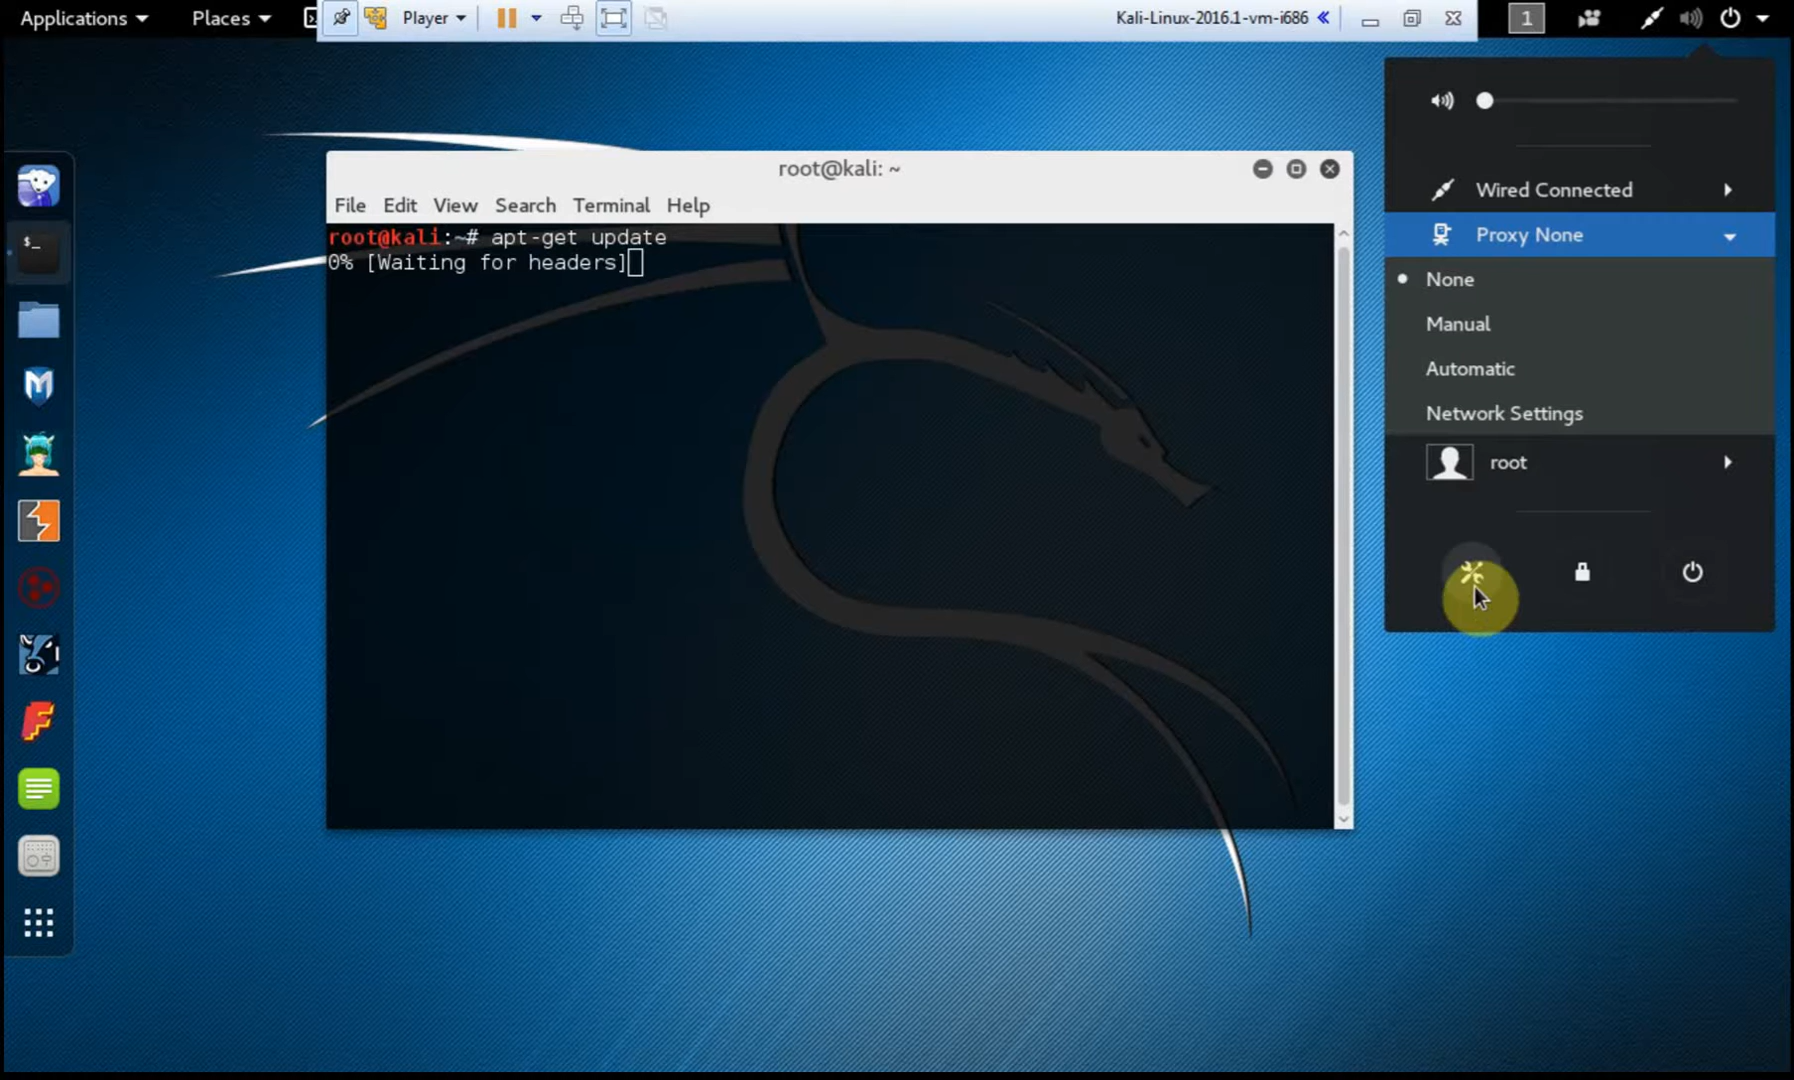 Applications Places Player Kali-Linux-2016.1-vm-i686 1
root@kali: ~
File Edit View Search Terminal Help
root@kali:~# apt-get update
0% [Waiting for headers]
Wired Connected
Proxy None
None
Manual
Automatic
Network Settings
root